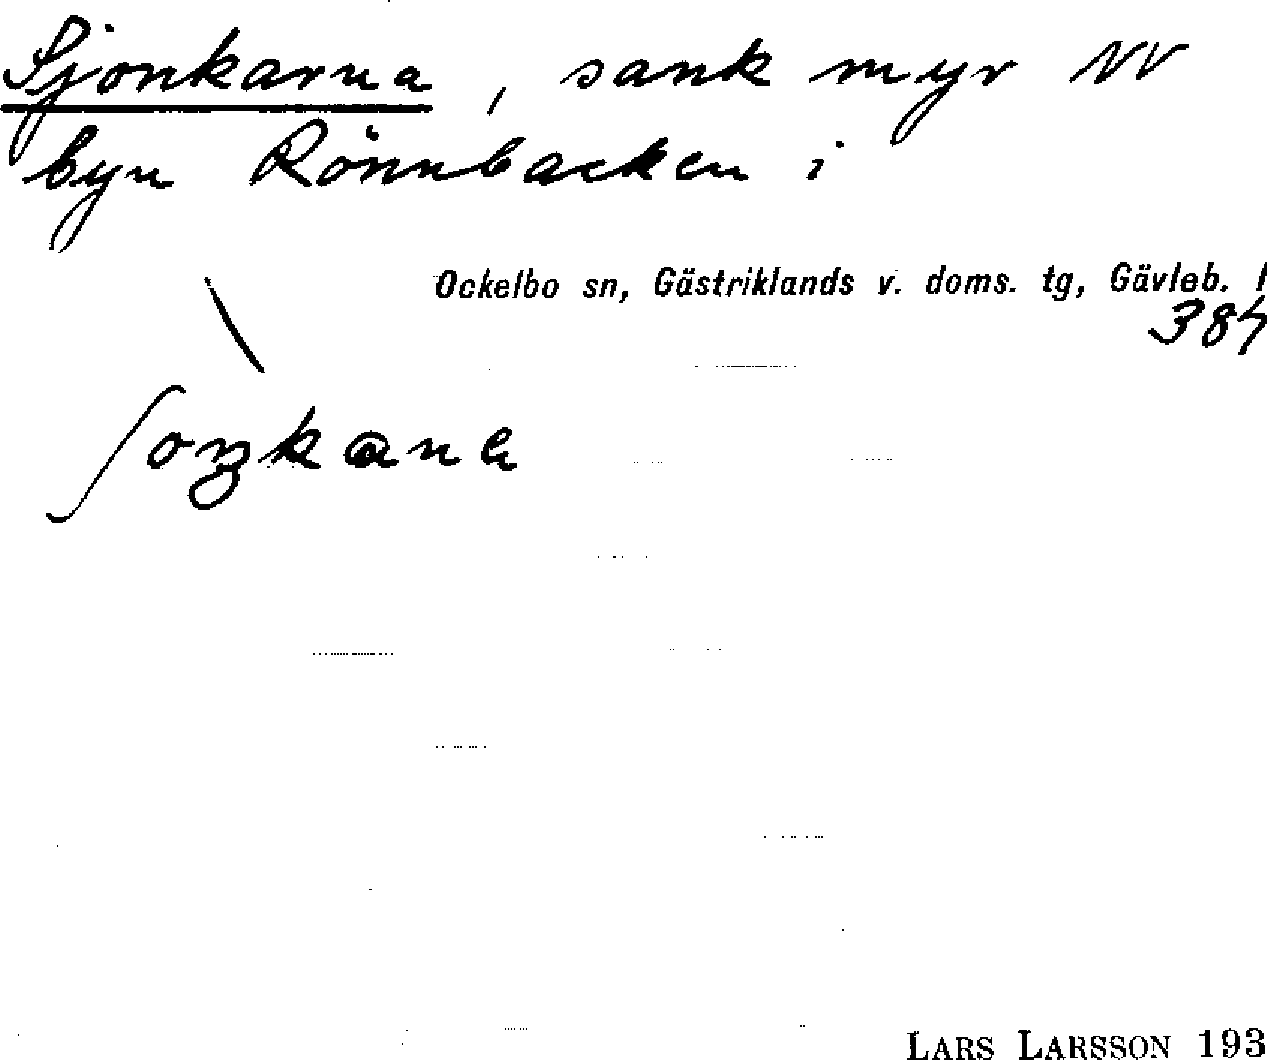 Sjonkarna, sank myr NV
byn Rönnbacken i
Ockelbo sn, Gästriklands v. doms. tg, Gävleb. l
384
LARS LARSSON 193